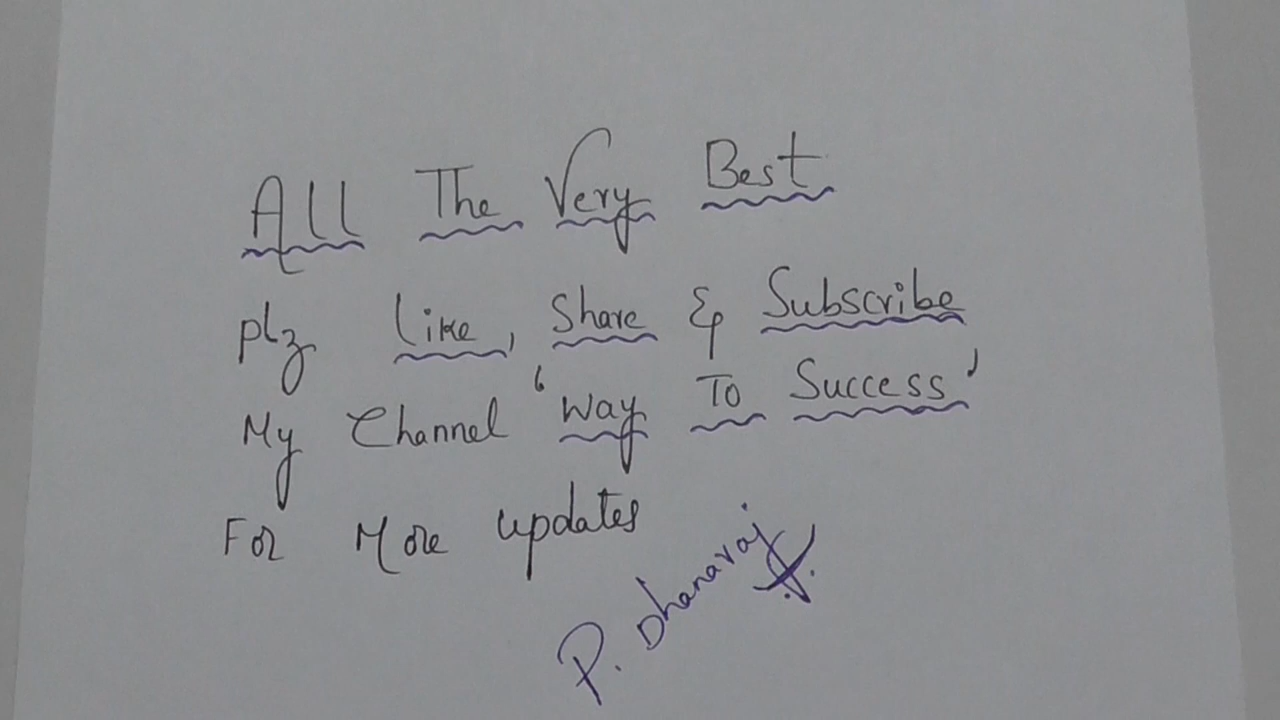 All The Very Best
plz Like, Share & Subscribe
My Channel 'Way To Success'
For More updates
P. Dhanaraj